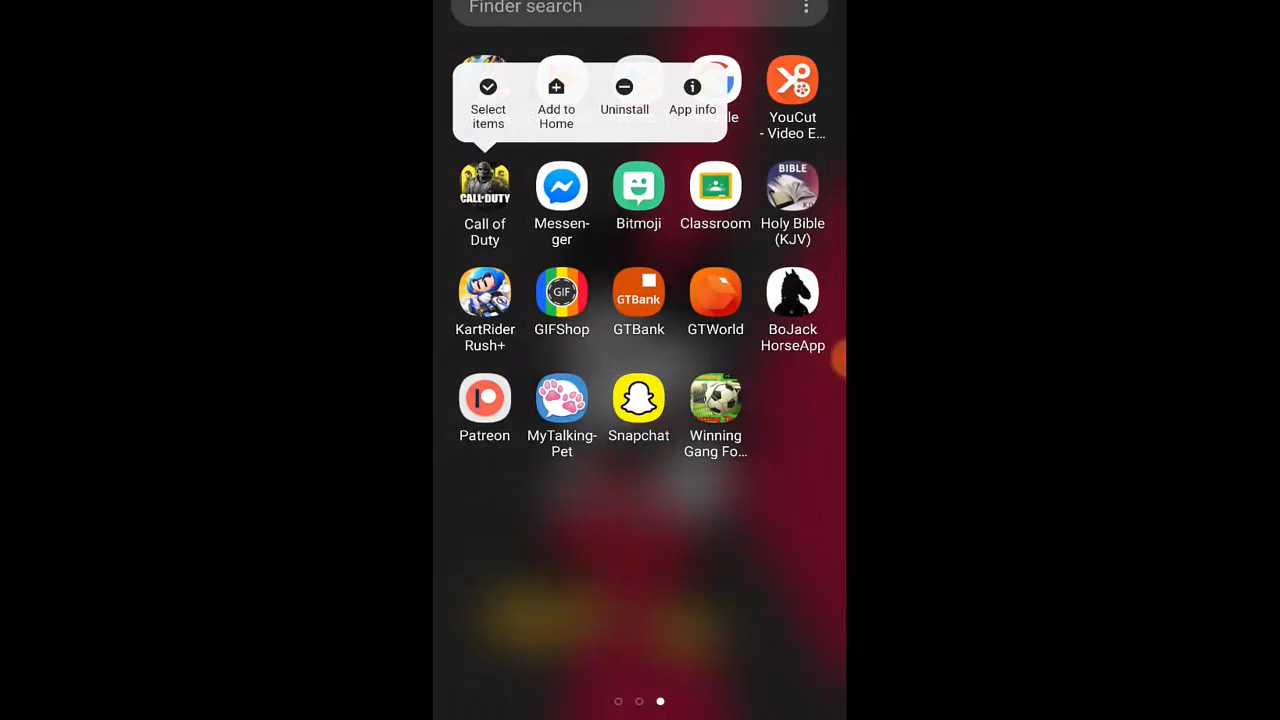 Finder search
Select
items
Add to
Home
Uninstall
App info
YouCut
- Video E...
CALL·DUTY
BIBLE
Call of
Duty
Messen-
ger
Bitmoji
Classroom
Holy Bible
(KJV)
GIF
GTBank
KartRider
Rush+
GIFShop
GTBank
GTWorld
BoJack
HorseApp
Patreon
MyTalking-
Pet
Snapchat
Winning
Gang Fo...